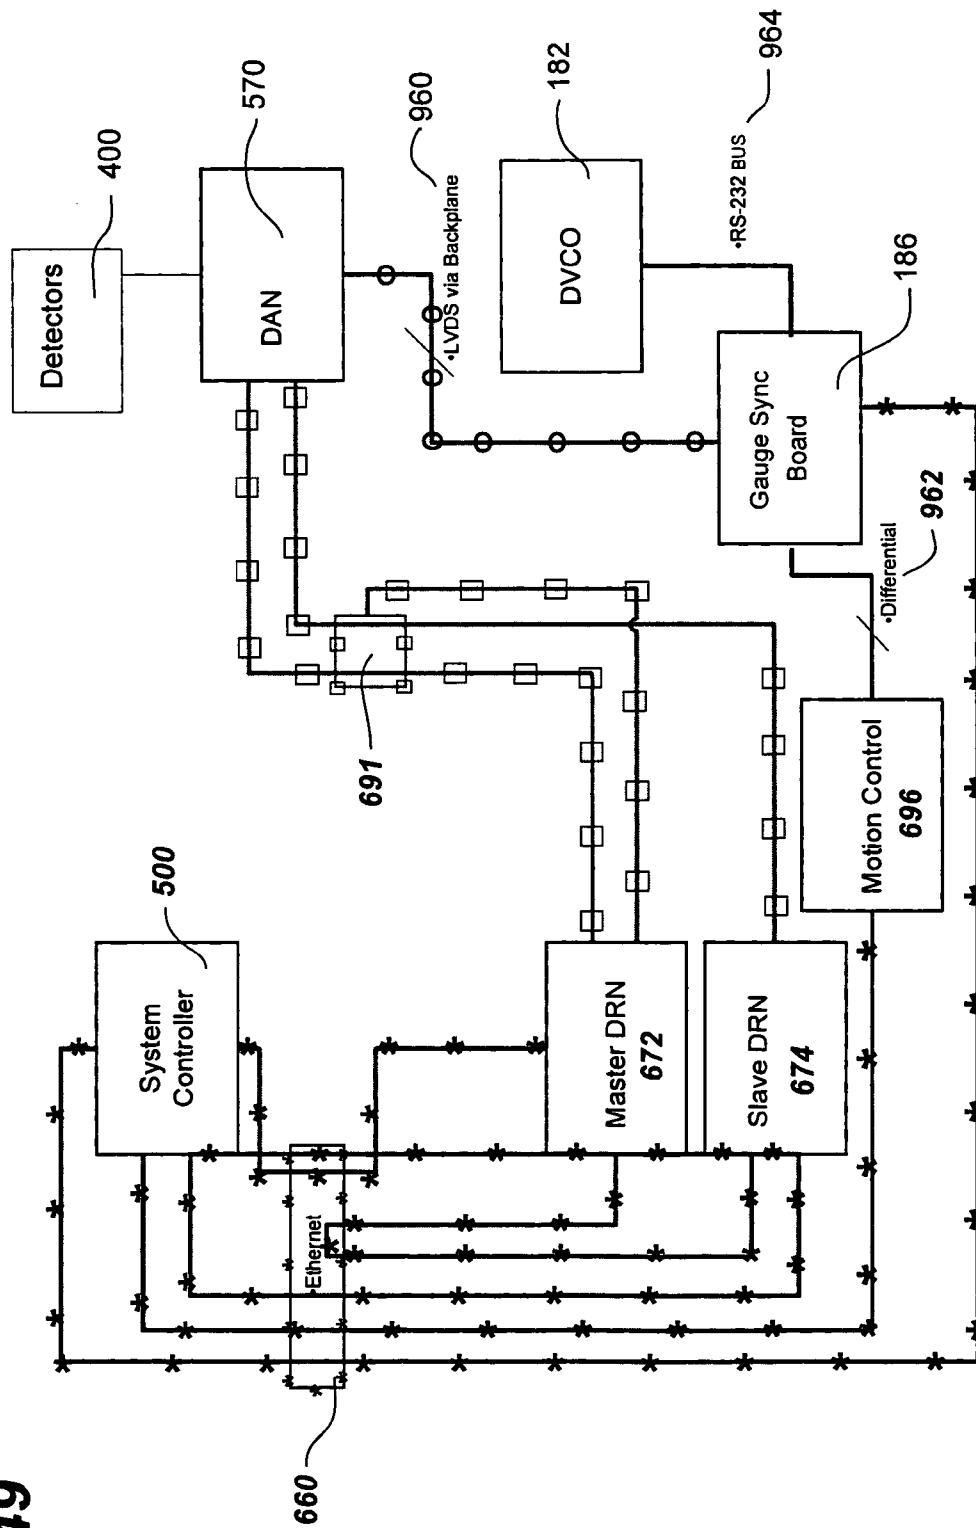 49
660
•Ethernet
System
Controller
500
691
Detectors
400
DAN
570
960
•LVDS via Backplane
Master DRN
672
Slave DRN
674
Motion Control
696
•Differential
962
Gauge Sync
Board
186
DVCO
182
•RS-232 BUS
964